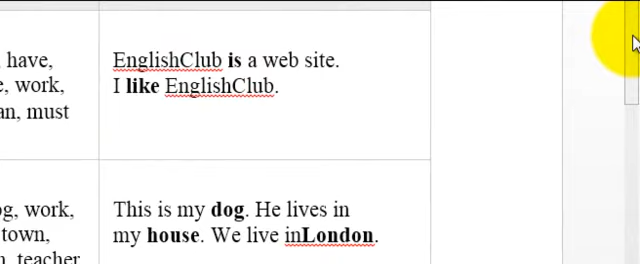 have,
EnglishClub is a web site.
work,
I like EnglishClub.
must
work,
This is my dog. He lives in
town,
my house. We live inLondon.
teacher